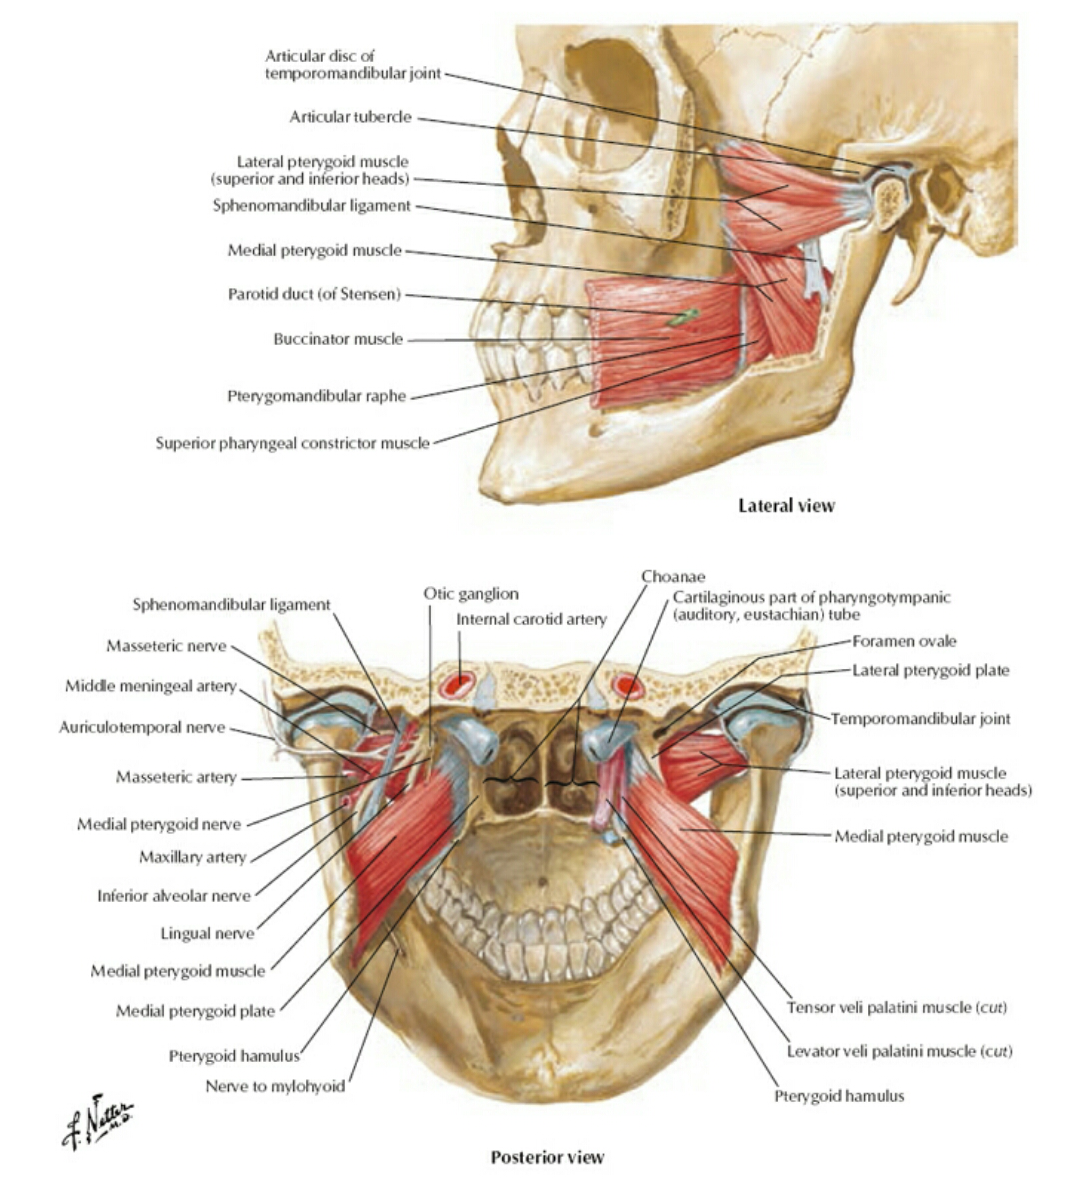 Articular disc of
temporomandibular joint
Articular tubercle
Lateral pterygoid muscle
(superior and inferior heads)
Sphenomandibular ligament
Medial pterygoid muscle
Parotid duct (of Stensen)
Buccinator muscle
Pterygomandibular raphe
Superior pharyngeal constrictor muscle
Lateral view
Choanae
Otic ganglion
Cartilaginous part of pharyngotympanic
(auditory, eustachian) tube
Sphenomandibular ligament
Internal carotid artery
Foramen ovale
Masseteric nerve
Lateral pterygoid plate
Middle meningeal artery
Temporomandibular joint
Auriculotemporal nerve
Lateral pterygoid muscle
(superior and inferior heads)
Masseteric artery
Medial pterygoid nerve
Medial pterygoid muscle
Maxillary artery
Inferior alveolar nerve
Lingual nerve
Medial pterygoid muscle
Medial pterygoid plate
Tensor veli palatini muscle (cut)
Levator veli palatini muscle (cut)
Pterygoid hamulus
Nerve to mylohyoid
Pterygoid hamulus
F. Netter
M.D.
Posterior view